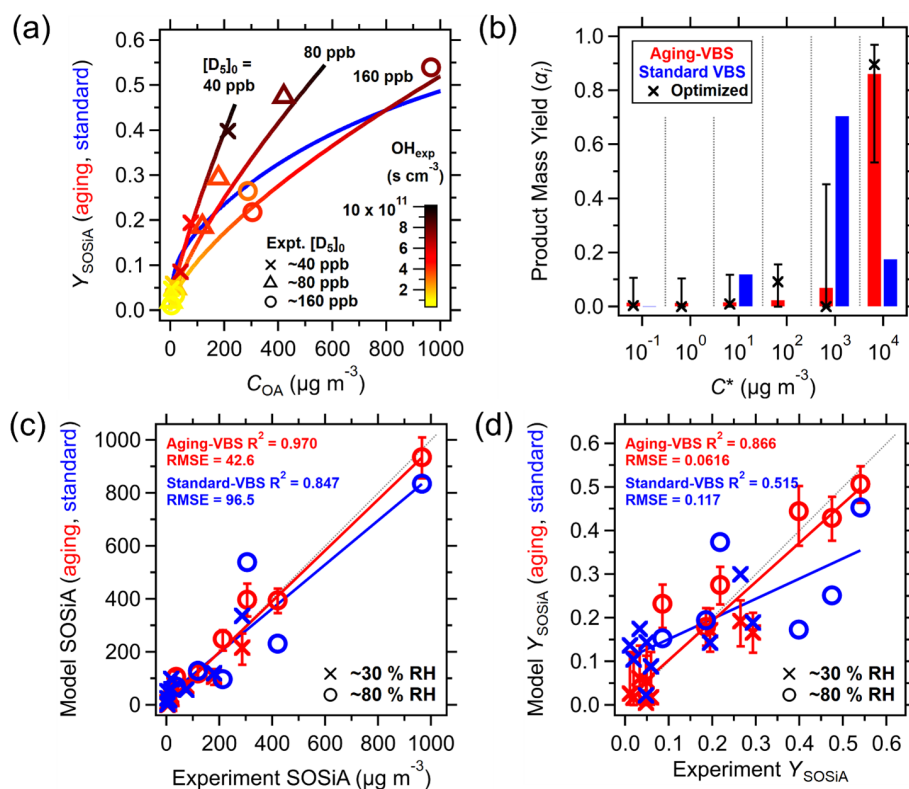 (a)
0.6
0.5
0.4
0.3
0.2
0.1
0.0
Y_SOSiA (aging, standard)
[D₅]₀ =
40 ppb
80 ppb
160 ppb
OH_exp
(s cm⁻³)
10 x 10¹¹
8
6
4
2
Expt. [D₅]₀
~40 ppb
~80 ppb
~160 ppb
0 200 400 600 800 1000
C_OA (µg m⁻³)
(b)
Aging-VBS
Standard VBS
Optimized
1.0
0.8
0.6
0.4
0.2
0.0
Product Mass Yield (αᵢ)
10⁻¹ 10⁰ 10¹ 10² 10³ 10⁴
C* (µg m⁻³)
(c)
Aging-VBS R² = 0.970
RMSE = 42.6
Standard-VBS R² = 0.847
RMSE = 96.5
1000
800
600
400
200
0
Model SOSiA (aging, standard)
~30 % RH
~80 % RH
0 200 400 600 800 1000
Experiment SOSiA (µg m⁻³)
(d)
Aging-VBS R² = 0.866
RMSE = 0.0616
Standard-VBS R² = 0.515
RMSE = 0.117
0.6
0.5
0.4
0.3
0.2
0.1
0.0
Model Y_SOSiA (aging, standard)
~30 % RH
~80 % RH
0.0 0.1 0.2 0.3 0.4 0.5 0.6
Experiment Y_SOSiA